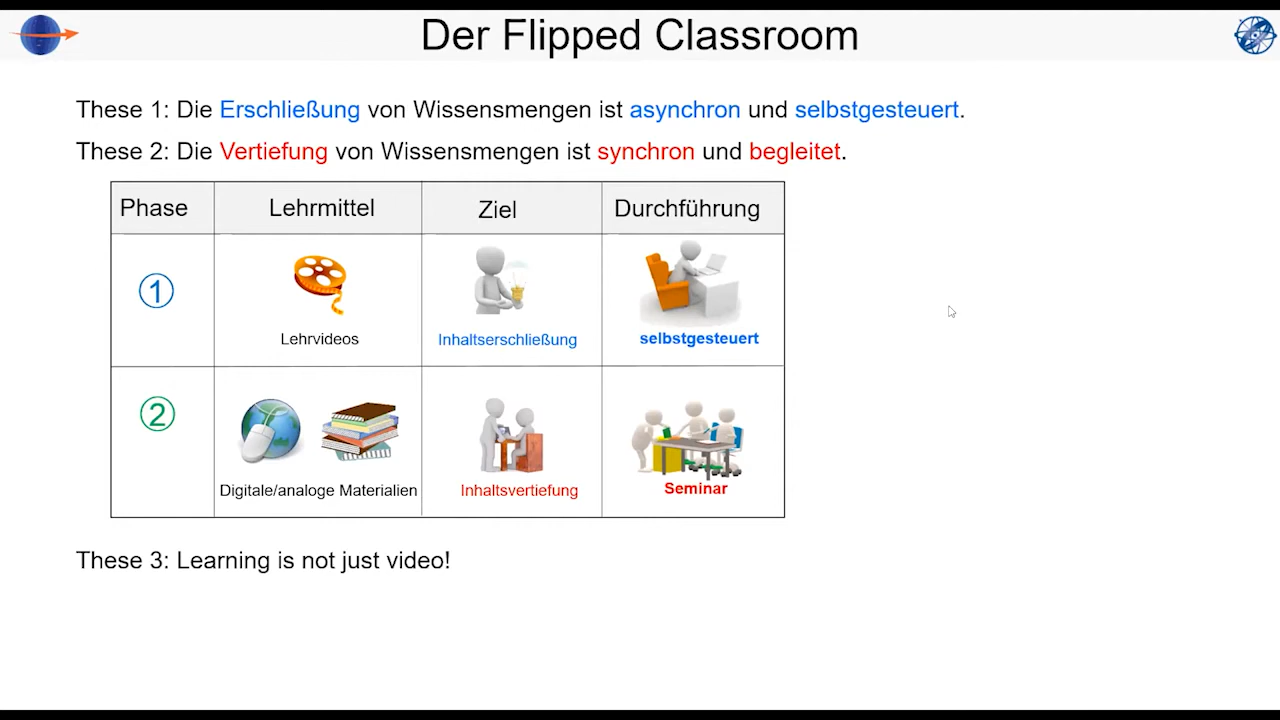 Der Flipped Classroom
These 1: Die Erschließung von Wissensmengen ist asynchron und selbstgesteuert.
These 2: Die Vertiefung von Wissensmengen ist synchron und begleitet.
Phase Lehrmittel Ziel Durchführung
1
Lehrvideos Inhaltserschließung selbstgesteuert
2
Digitale/analoge Materialien Inhaltsvertiefung Seminar
These 3: Learning is not just video!